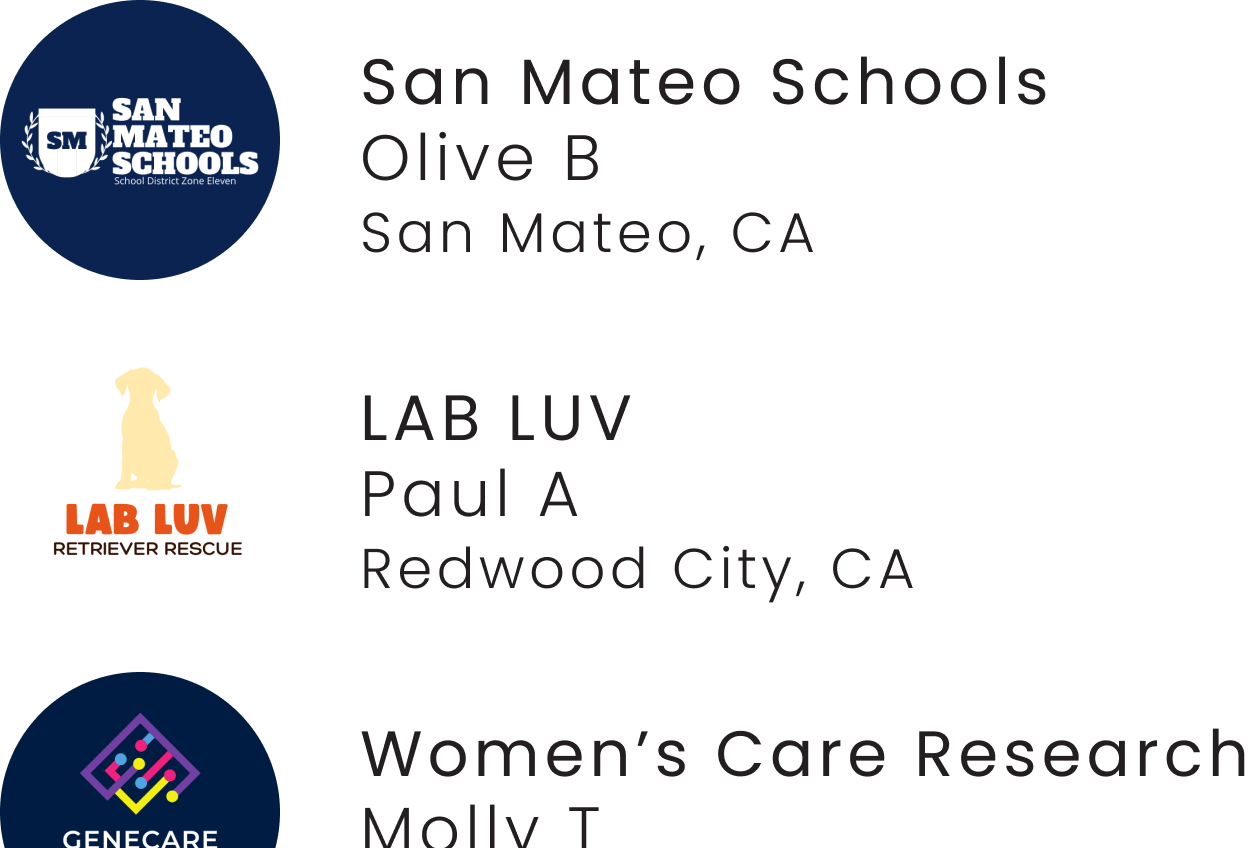 SAN
MATEO
SCHOOLS
SM
School District Zone Eleven
San Mateo Schools
Olive B
San Mateo, CA
LAB LUV
RETRIEVER RESCUE
LAB LUV
Paul A
Redwood City, CA
GENECARE
Women’s Care Research
Molly T